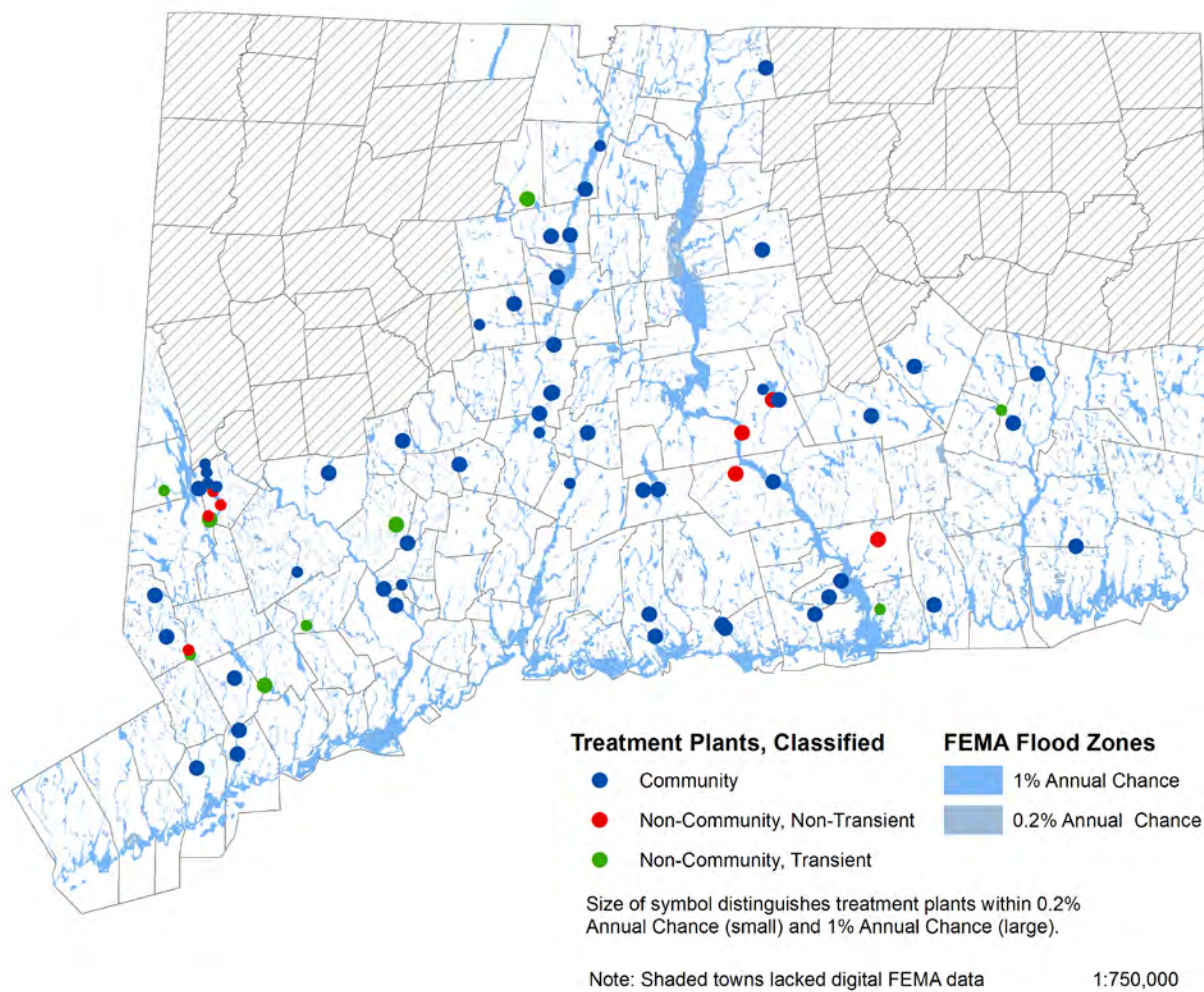 Treatment Plants, Classified
Community
Non-Community, Non-Transient
Non-Community, Transient
FEMA Flood Zones
1% Annual Chance
0.2% Annual Chance
Size of symbol distinguishes treatment plants within 0.2%
Annual Chance (small) and 1% Annual Chance (large).
Note: Shaded towns lacked digital FEMA data
1:750,000